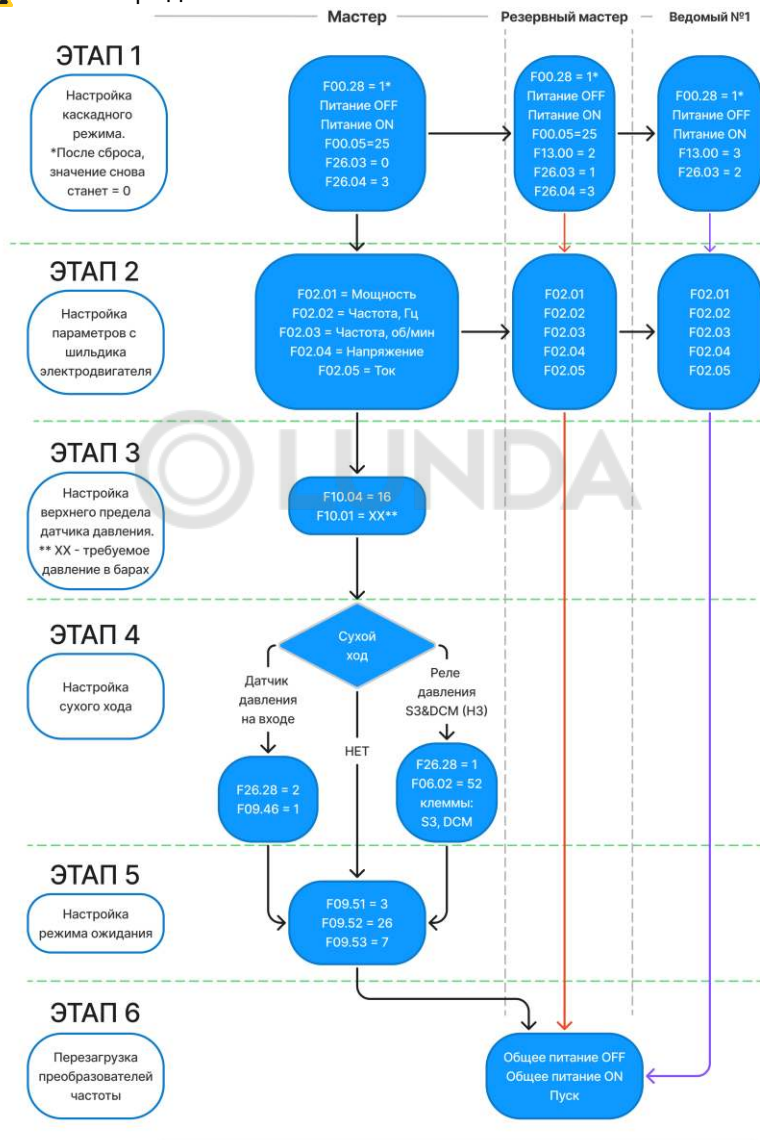 Мастер
Резервный мастер
Ведомый №1
ЭТАП 1
Настройка
каскадного
режима.
*После сброса,
значение снова
станет = 0
F00.28 = 1*
Питание OFF
Питание ON
F00.05=25
F26.03 = 0
F26.04 = 3
F00.28 = 1*
Питание OFF
Питание ON
F00.05=25
F13.00 = 2
F26.03 = 1
F26.04 =3
F00.28 = 1*
Питание OFF
Питание ON
F13.00 = 3
F26.03 = 2
ЭТАП 2
Настройка
параметров с
шильдика
электродвигателя
F02.01 = Мощность
F02.02 = Частота, Гц
F02.03 = Частота, об/мин
F02.04 = Напряжение
F02.05 = Ток
F02.01
F02.02
F02.03
F02.04
F02.05
F02.01
F02.02
F02.03
F02.04
F02.05
LUNDA
ЭТАП 3
Настройка
верхнего предела
датчика давления.
** XX - требуемое
давление в барах
F10.04 = 16
F10.01 = XX**
ЭТАП 4
Настройка
сухого хода
Сухой
ход
Датчик
давления
на входе
НЕТ
Реле
давления
S3&DCM (НЗ)
F26.28 = 2
F09.46 = 1
F26.28 = 1
F06.02 = 52
клеммы:
S3, DCM
ЭТАП 5
Настройка
режима ожидания
F09.51 = 3
F09.52 = 26
F09.53 = 7
ЭТАП 6
Перезагрузка
преобразователей
частоты
Общее питание OFF
Общее питание ON
Пуск